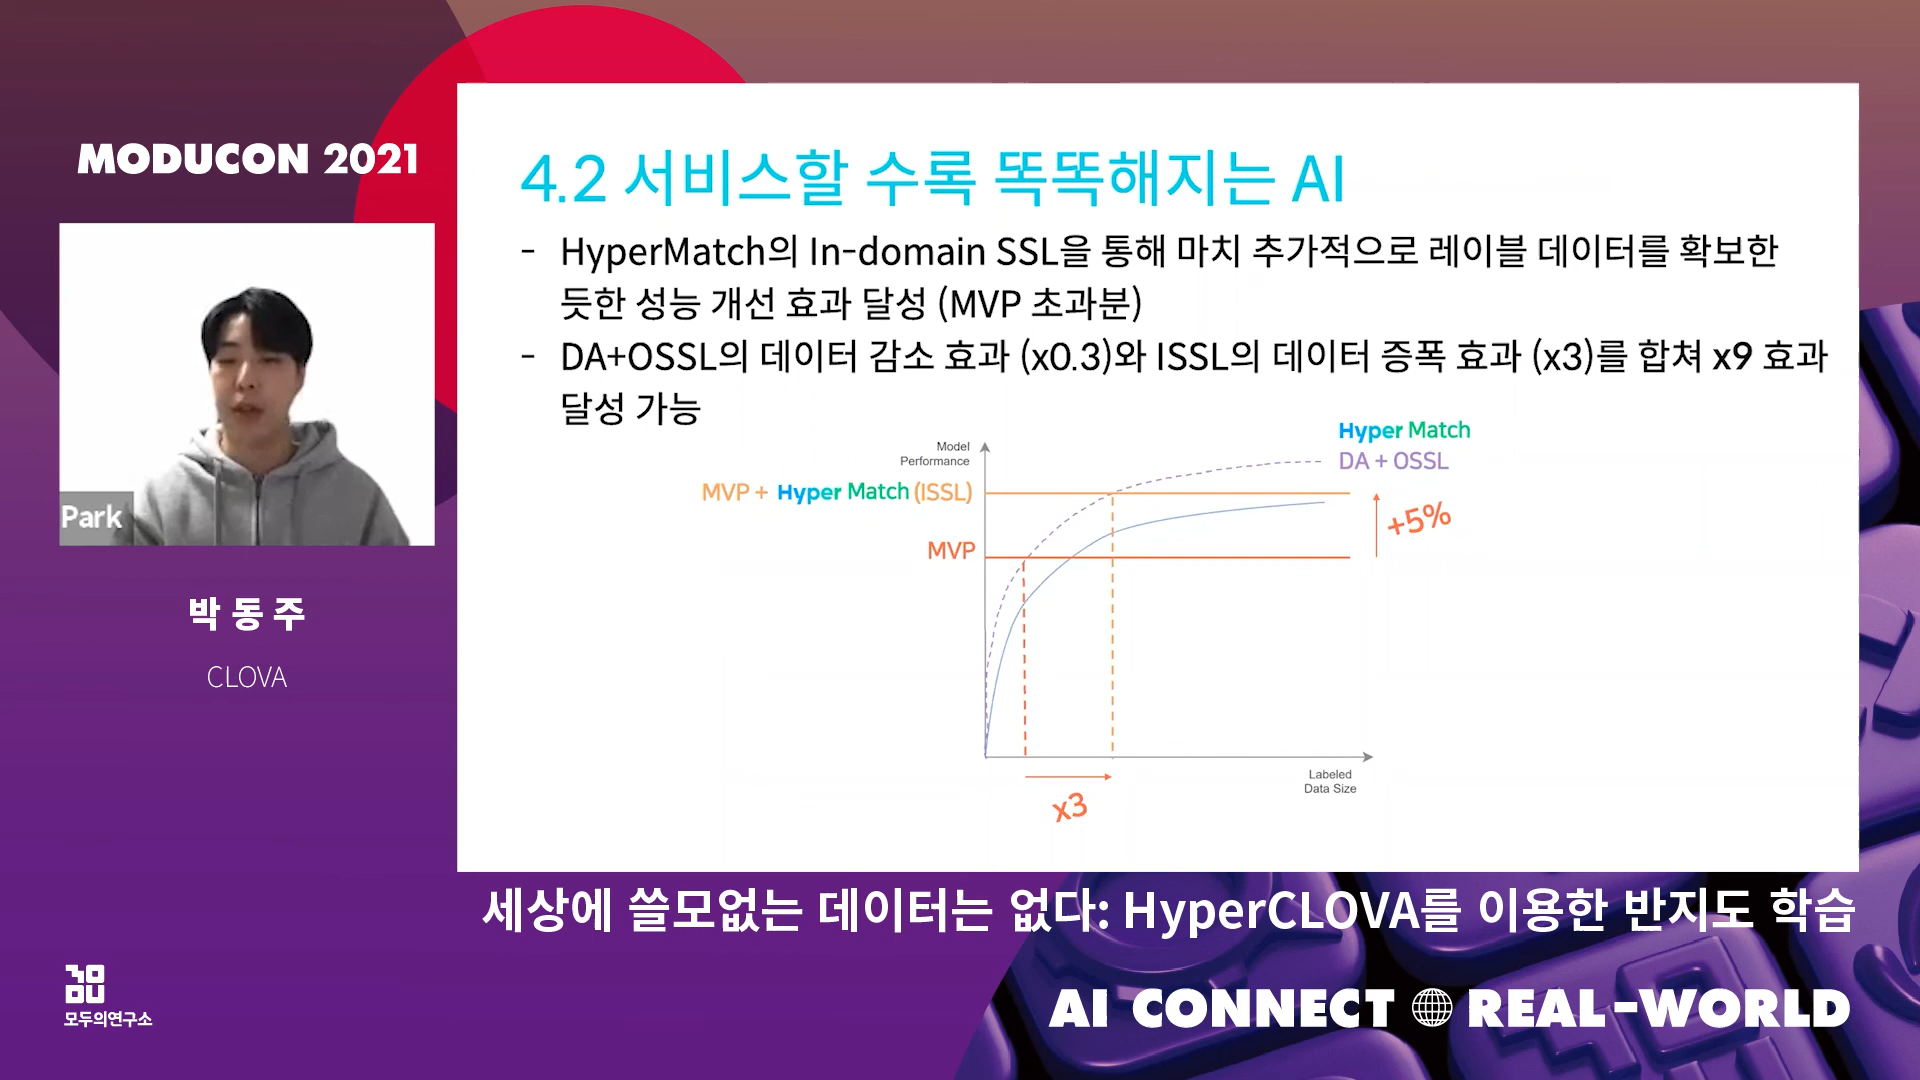 MODUCON 2021
Park
박동주
CLOVA
모두의연구소
4.2 서비스할 수록 똑똑해지는 AI
- HyperMatch의 In-domain SSL을 통해 마치 추가적으로 레이블 데이터를 확보한
듯한 성능 개선 효과 달성 (MVP 초과분)
- DA+OSSL의 데이터 감소 효과 (x0.3)와 ISSL의 데이터 증폭 효과 (x3)를 합쳐 x9 효과
달성 가능
Model
Performance
Hyper Match
DA + OSSL
MVP + Hyper Match (ISSL)
+5%
MVP
Labeled
Data Size
x3
세상에 쓸모없는 데이터는 없다: HyperCLOVA를 이용한 반지도 학습
AI CONNECT REAL-WORLD